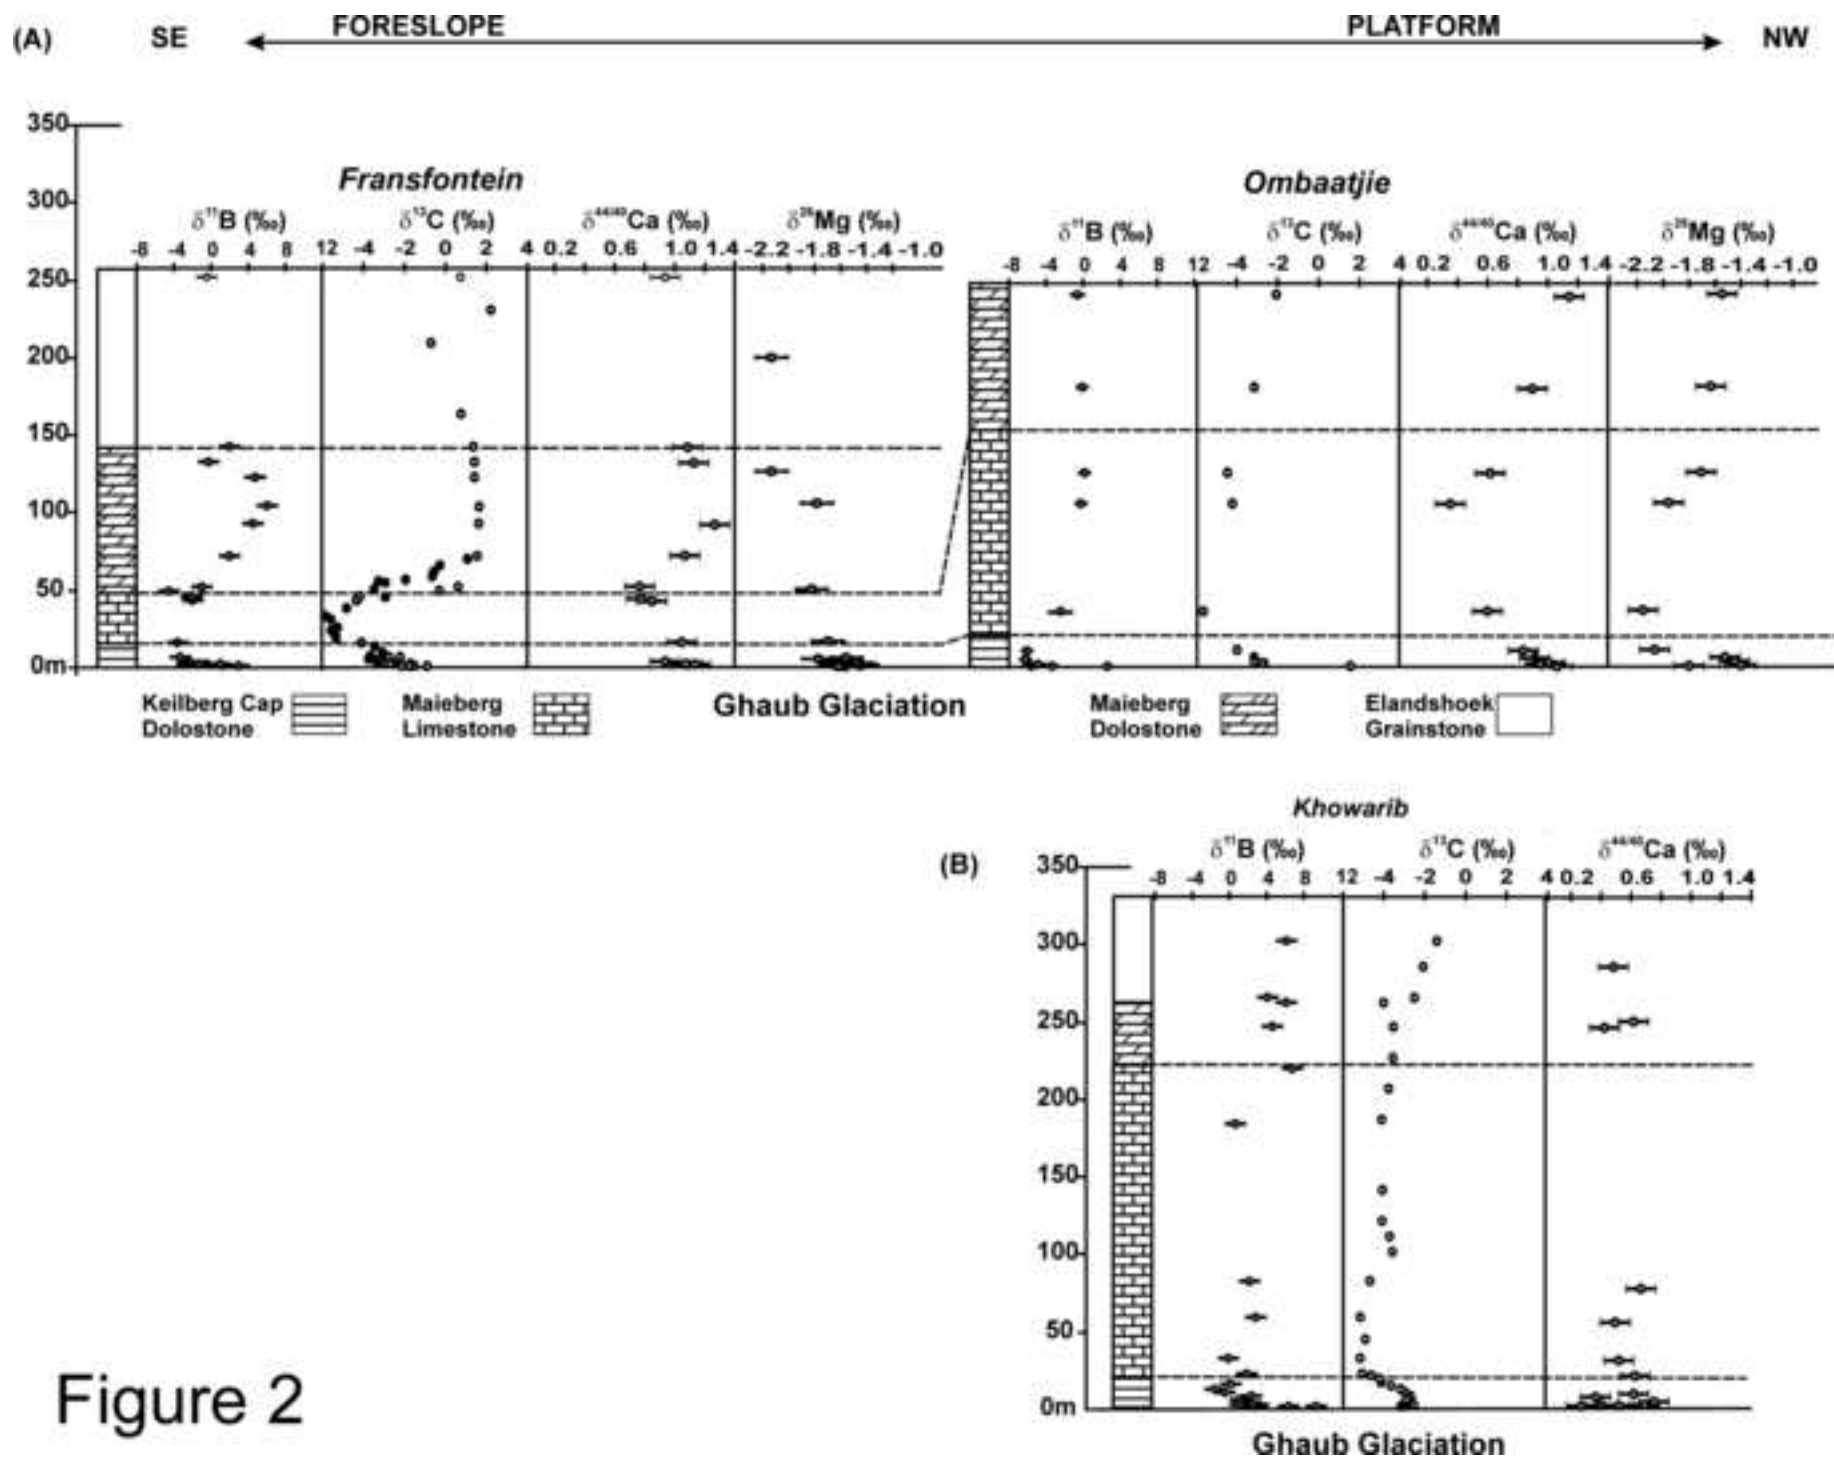 (A) SE FORESLOPE PLATFORM NW
350
300
250
200
150
100
50
0m
Fransfontein
δ¹¹B (‰) δ¹³C (‰) δ⁴⁴/⁴⁰Ca (‰) δ²⁶Mg (‰)
-8 -4 0 4 8 12 -4 -2 0 2 4 0.2 0.6 1.0 1.4 -2.2 -1.8 -1.4 -1.0
Ombaatjie
δ¹¹B (‰) δ¹³C (‰) δ⁴⁴/⁴⁰Ca (‰) δ²⁶Mg (‰)
-8 -4 0 4 8 12 -4 -2 0 2 4 0.2 0.6 1.0 1.4 -2.2 -1.8 -1.4 -1.0
Keilberg Cap
Dolostone
Maieberg
Limestone
Ghaub Glaciation
Maieberg
Dolostone
Elandshoek
Grainstone
(B)
Khowarib
δ¹¹B (‰) δ¹³C (‰) δ⁴⁴/⁴⁰Ca (‰)
-8 -4 0 4 8 12 -4 -2 0 2 4 0.2 0.6 1.0 1.4
350
300
250
200
150
100
50
0m
Ghaub Glaciation
Figure 2